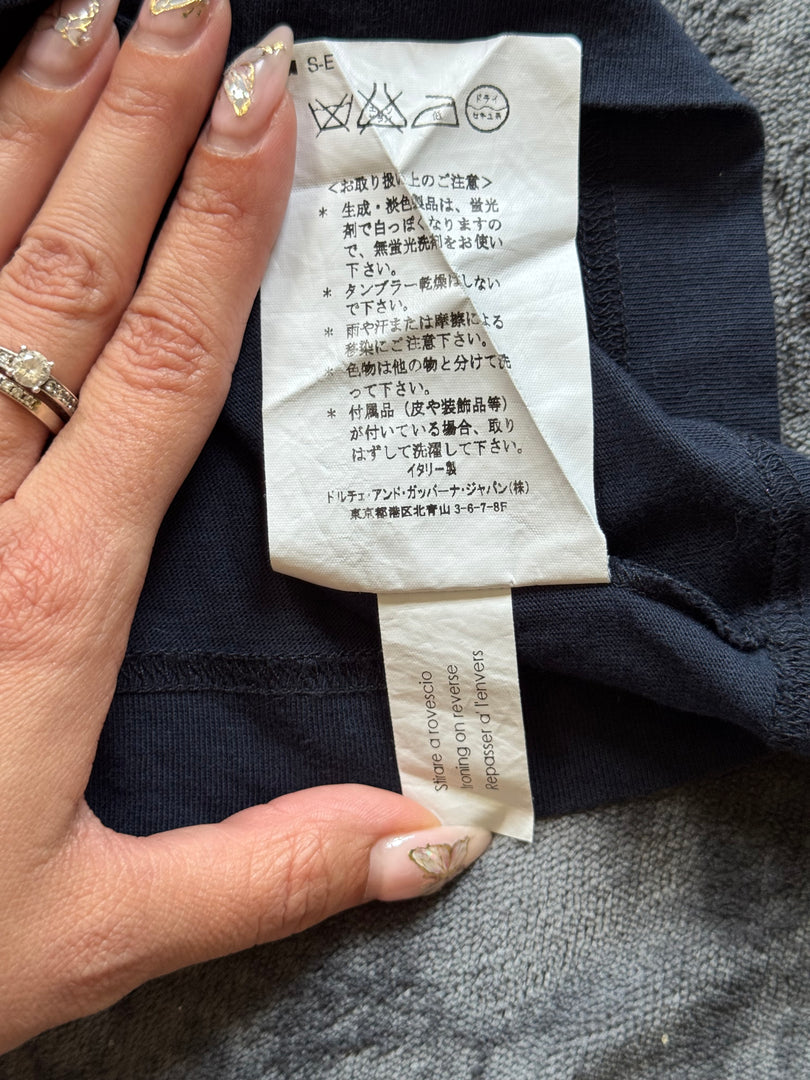 S-E
ドライ
セキユ系
<お取り扱い上のご注意>
* 生成・淡色製品は、蛍光
剤で白っぽくなりますの
で、無蛍光洗剤をお使い
下さい。
* タンブラー乾燥はしない
で下さい。
* 雨や汗または摩擦による
移染にご注意下さい。
* 色物は他の物と分けて洗
って下さい。
* 付属品（皮や装飾品等）
が付いている場合、取り
はずして洗濯して下さい。
イタリー製
ドルチェ・アンド・ガッバーナ・ジャパン(株)
東京都港区北青山 3-6-7-8F
Stirare a rovescio
Ironing on reverse
Repasser a' l'envers